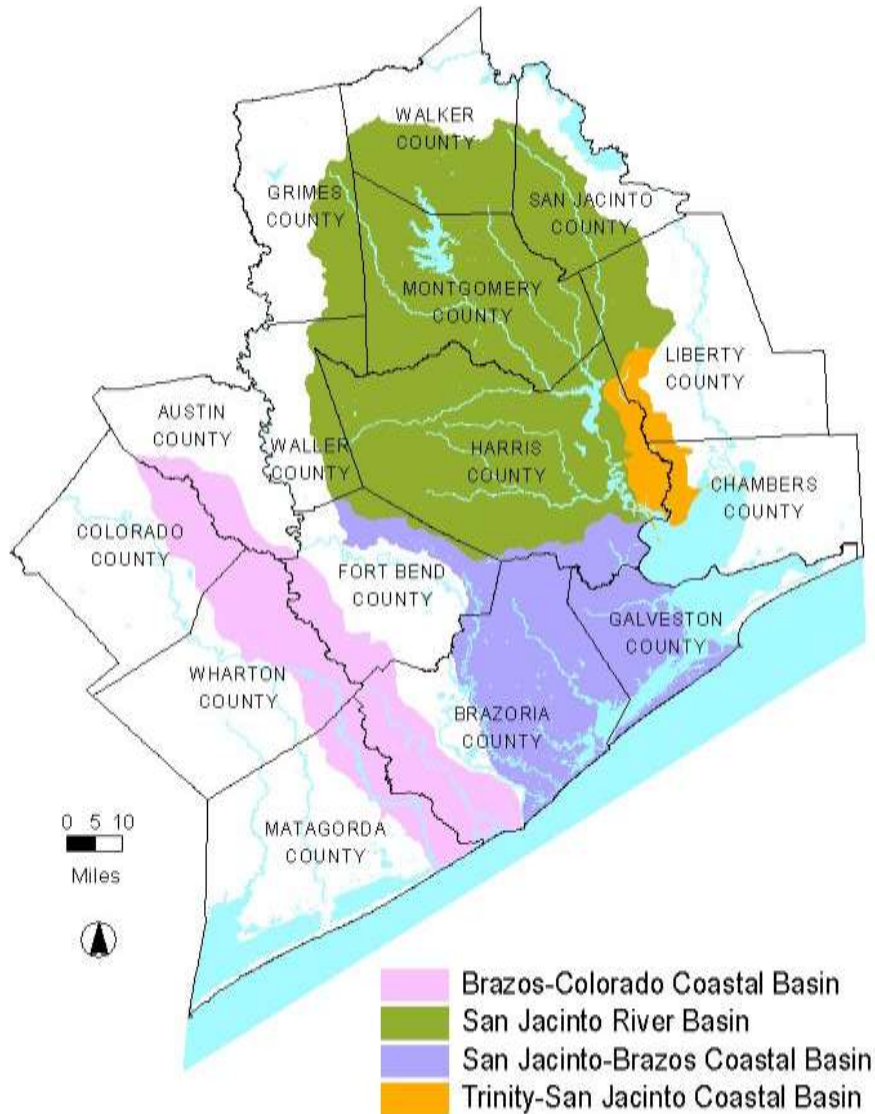 WALKER
COUNTY
GRIMES
COUNTY
SAN JACINTO
COUNTY
MONTGOMERY
COUNTY
LIBERTY
COUNTY
AUSTIN
COUNTY
WALLER
COUNTY
HARRIS
COUNTY
CHAMBERS
COUNTY
COLORADO
COUNTY
FORT BEND
COUNTY
GALVESTON
COUNTY
WHARTON
COUNTY
BRAZORIA
COUNTY
MATAGORDA
COUNTY
0 5 10
Miles
Brazos-Colorado Coastal Basin
San Jacinto River Basin
San Jacinto-Brazos Coastal Basin
Trinity-San Jacinto Coastal Basin